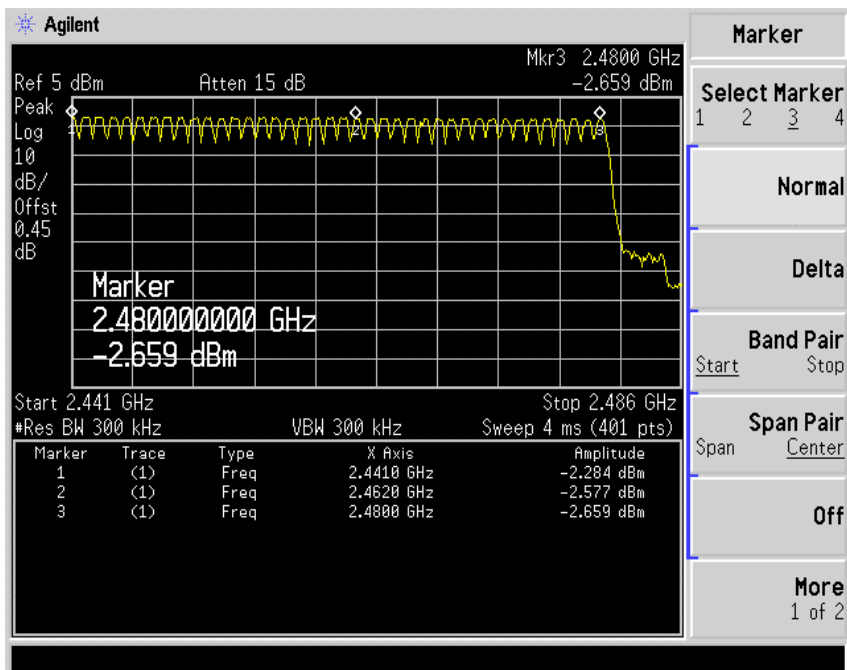 Agilent
Marker
Mkr3 2.4800 GHz
Ref 5 dBm Atten 15 dB -2.659 dBm
Peak
Log
10
dB/
Offst
0.45
dB
1
2
3
Marker
2.480000000 GHz
-2.659 dBm
Start 2.441 GHz Stop 2.486 GHz
#Res BW 300 kHz VBW 300 kHz Sweep 4 ms (401 pts)
Marker Trace Type X Axis Amplitude
1 (1) Freq 2.4410 GHz -2.284 dBm
2 (1) Freq 2.4620 GHz -2.577 dBm
3 (1) Freq 2.4800 GHz -2.659 dBm
Select Marker
1 2 3 4
Normal
Delta
Band Pair
Start Stop
Span Pair
Span Center
Off
More
1 of 2